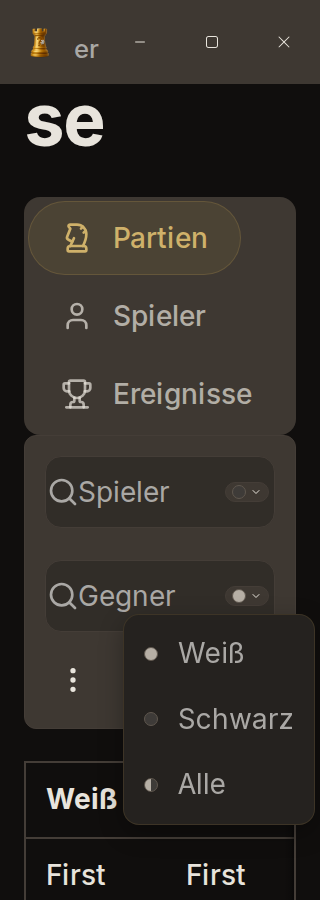 er
se
Partien
Spieler
Ereignisse
Spieler
Gegner
Weiß
Schwarz
Alle
Weiß
First First